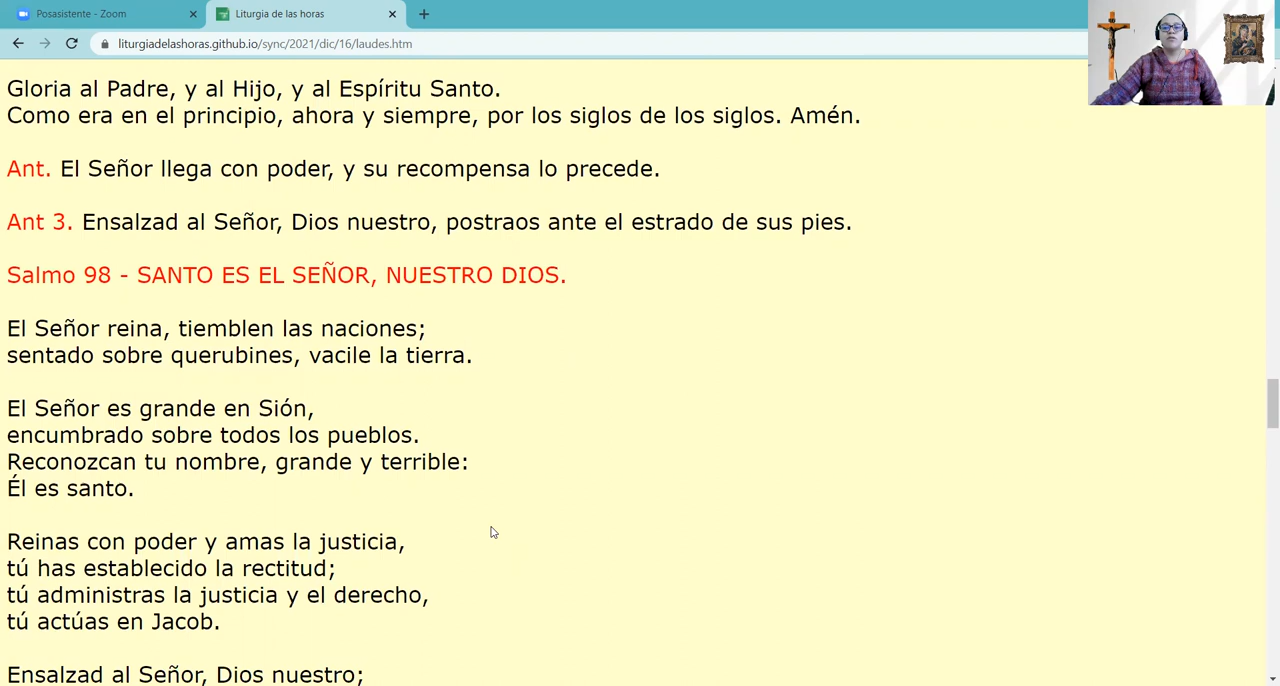 Posasistente - Zoom
Liturgia de las horas
liturgiadelashoras.github.io/sync/2021/dic/16/laudes.htm
Gloria al Padre, y al Hijo, y al Espíritu Santo.
Como era en el principio, ahora y siempre, por los siglos de los siglos. Amén.
Ant. El Señor llega con poder, y su recompensa lo precede.
Ant 3. Ensalzad al Señor, Dios nuestro, postraos ante el estrado de sus pies.
Salmo 98 - SANTO ES EL SEÑOR, NUESTRO DIOS.
El Señor reina, tiemblen las naciones;
sentado sobre querubines, vacile la tierra.
El Señor es grande en Sión,
encumbrado sobre todos los pueblos.
Reconozcan tu nombre, grande y terrible:
Él es santo.
Reinas con poder y amas la justicia,
tú has establecido la rectitud;
tú administras la justicia y el derecho,
tú actúas en Jacob.
Ensalzad al Señor, Dios nuestro;